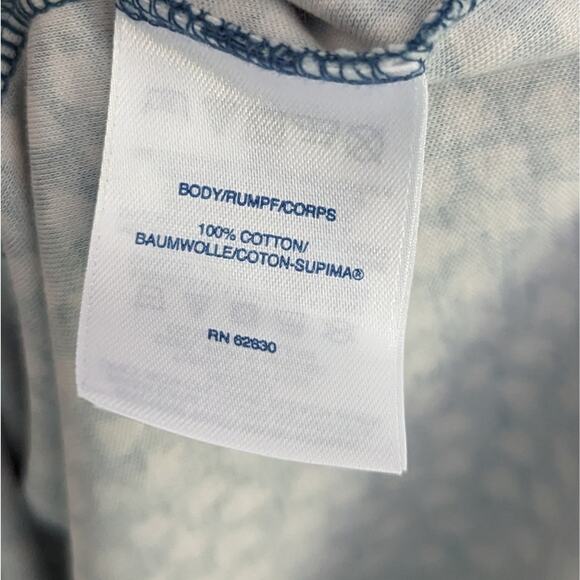 BODY/RUMPF/CORPS
100% COTTON/
BAUMWOLLE/COTON-SUPIMA®
RN 62830